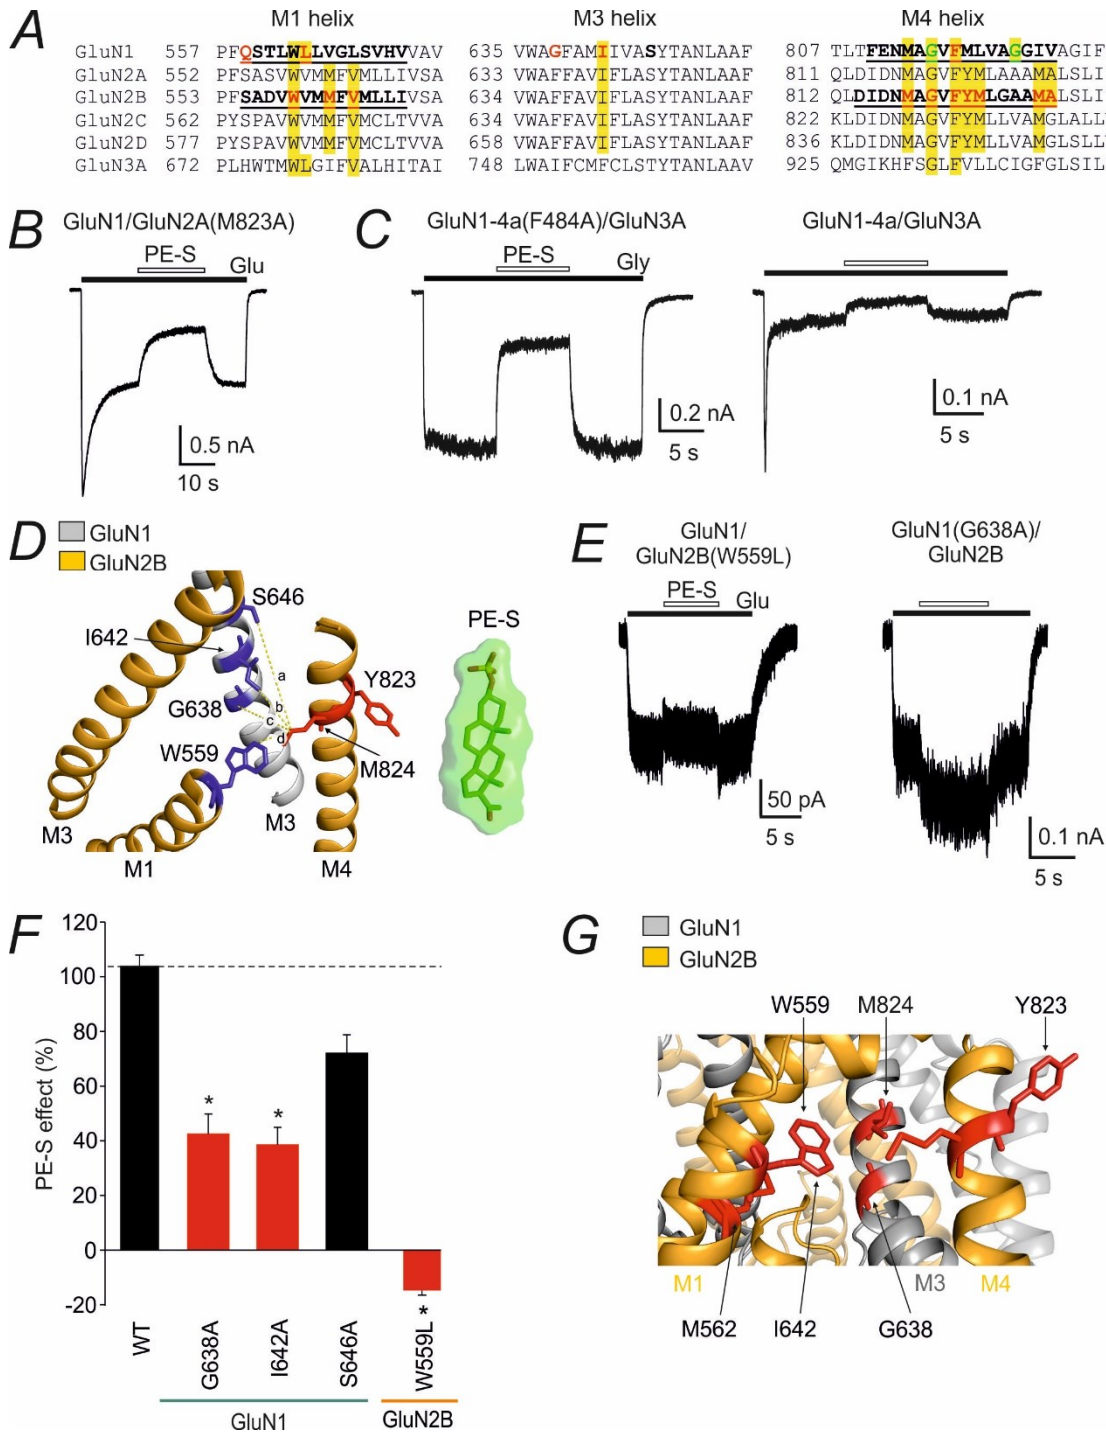 A
M1 helix M3 helix M4 helix
GluN1 557 PFQSTLWLLVGLSVHVVAV 635 VWAGFAMIIVASYTANLAAF 807 TLTFENMAGVFMLVAGGIVAGIF
GluN2A 552 PFSASVWVMMFVMLLIVSA 633 VWAFFAVIFLASYTANLAAF 811 QLDIDNMAGVFYMLAAAMALSLI
GluN2B 553 PFSADVWVMMFVMLLIVSA 634 VWAFFAVIFLASYTANLAAF 812 QLDIDNMAGVFYMLGAAMALSLI
GluN2C 562 PYSPAVWVMMFVMCLTVVA 634 VWAFFAVIFLASYTANLAAF 822 KLDIDNMAGVFYMLLVAMGLALL
GluN2D 577 PYSPAVWVMMFVMCLTVVA 658 VWAFFAVIFLASYTANLAAF 836 KLDIDNMAGVFYMLLVAMGLSLL
GluN3A 672 PLHWTMWLGIFVALHITAI 748 LWAIFCMFCLSTYTANLAAV 925 QMGIKHFSGLFVLLCIGFGLSIL
B
GluN1/GluN2A(M823A)
PE-S
Glu
0.5 nA
10 s
C
GluN1-4a(F484A)/GluN3A
PE-S
Gly
0.2 nA
5 s
GluN1-4a/GluN3A
0.1 nA
5 s
D
GluN1
GluN2B
S646
I642
a
Y823
G638
b
c
d
W559
M824
M3
M3
M1
M4
PE-S
E
GluN1/
GluN2B(W559L)
PE-S
Glu
50 pA
5 s
GluN1(G638A)/
GluN2B
0.1 nA
5 s
F
PE-S effect (%)
120
100
80
60
40
20
0
-20
* * *
WT G638A I642A S646A W559L
GluN1 GluN2B
G
GluN1
GluN2B
W559 M824 Y823
M1 M3 M4
M562 I642 G638